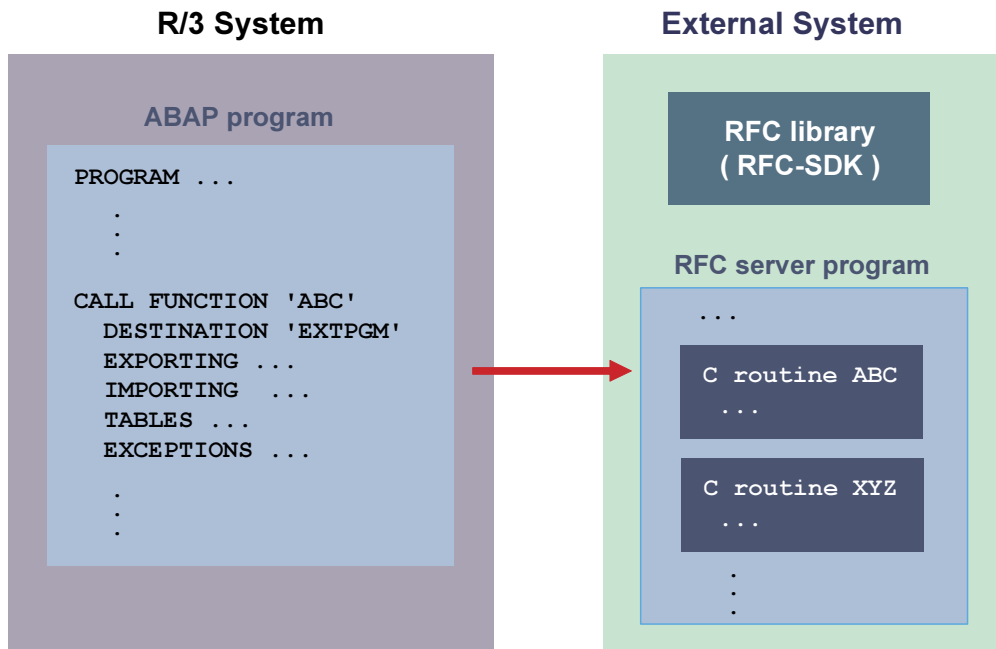 R/3 System
ABAP program
PROGRAM ...
.
.
.
CALL FUNCTION 'ABC'
DESTINATION 'EXTPGM'
EXPORTING ...
IMPORTING ...
TABLES ...
EXCEPTIONS ...
.
.
.
External System
RFC library
( RFC-SDK )
RFC server program
...
C routine ABC
...
C routine XYZ
...
.
.
.